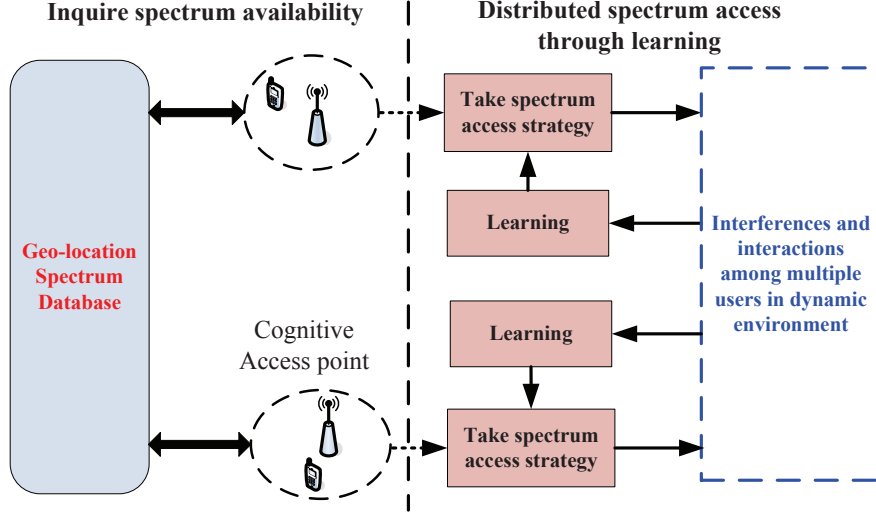 Inquire spectrum availability
Distributed spectrum access
through learning
Take spectrum
access strategy
Learning
Geo-location
Spectrum
Database
Interferences and
interactions
among multiple
users in dynamic
environment
Cognitive
Access point
Learning
Take spectrum
access strategy